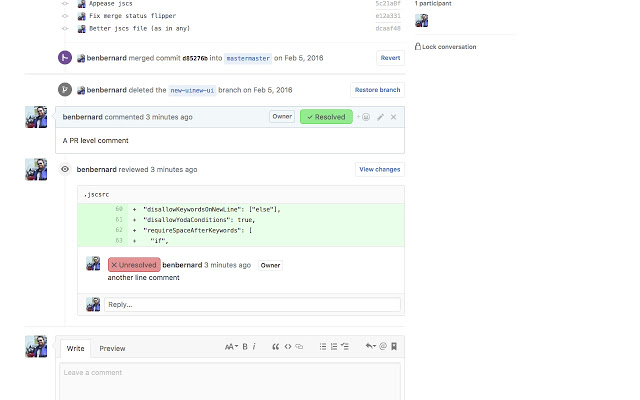 Appease jscs 5c21a0f
Fix merge status flipper e12a331
Better jscs file (as in any) dcaaf48
1 participant
Lock conversation
benbernard merged commit d85276b into mastermaster on Feb 5, 2016 Revert
benbernard deleted the new-uinew-ui branch on Feb 5, 2016 Restore branch
benbernard commented 3 minutes ago Owner ✓ Resolved
A PR level comment
benbernard reviewed 3 minutes ago View changes
.jscsrc
60 + "disallowKeywordsOnNewLine": ["else"],
61 + "disallowYodaConditions": true,
62 + "requireSpaceAfterKeywords": [
63 + "if",
✕ Unresolved benbernard 3 minutes ago Owner
another line comment
Reply...
Write Preview AA B i
Leave a comment